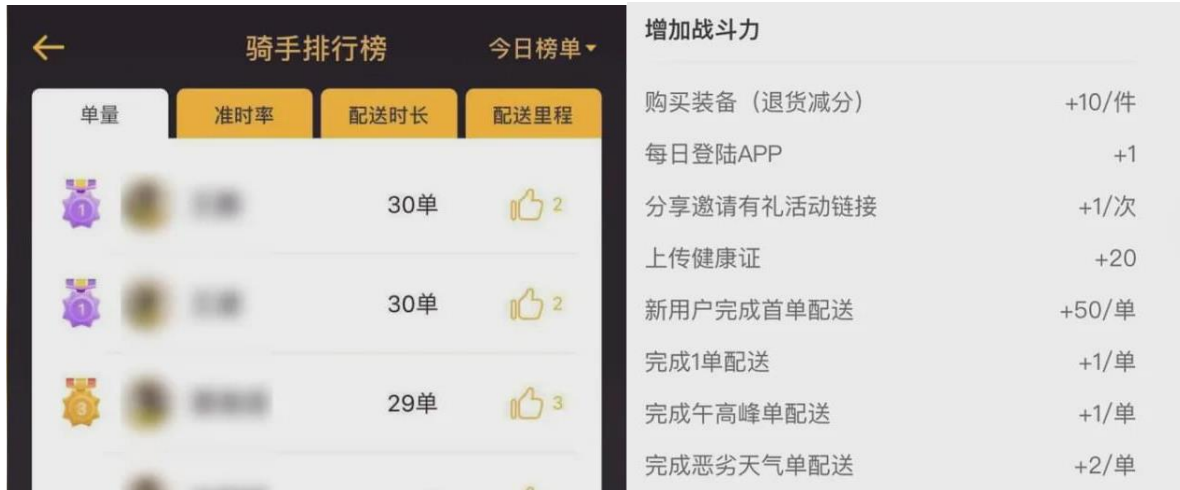 骑手排行榜
今日榜单
单量
准时率
配送时长
配送里程
1
30单
2
1
30单
2
3
29单
3
增加战斗力
购买装备（退货减分） +10/件
每日登陆APP +1
分享邀请有礼活动链接 +1/次
上传健康证 +20
新用户完成首单配送 +50/单
完成1单配送 +1/单
完成午高峰单配送 +1/单
完成恶劣天气单配送 +2/单